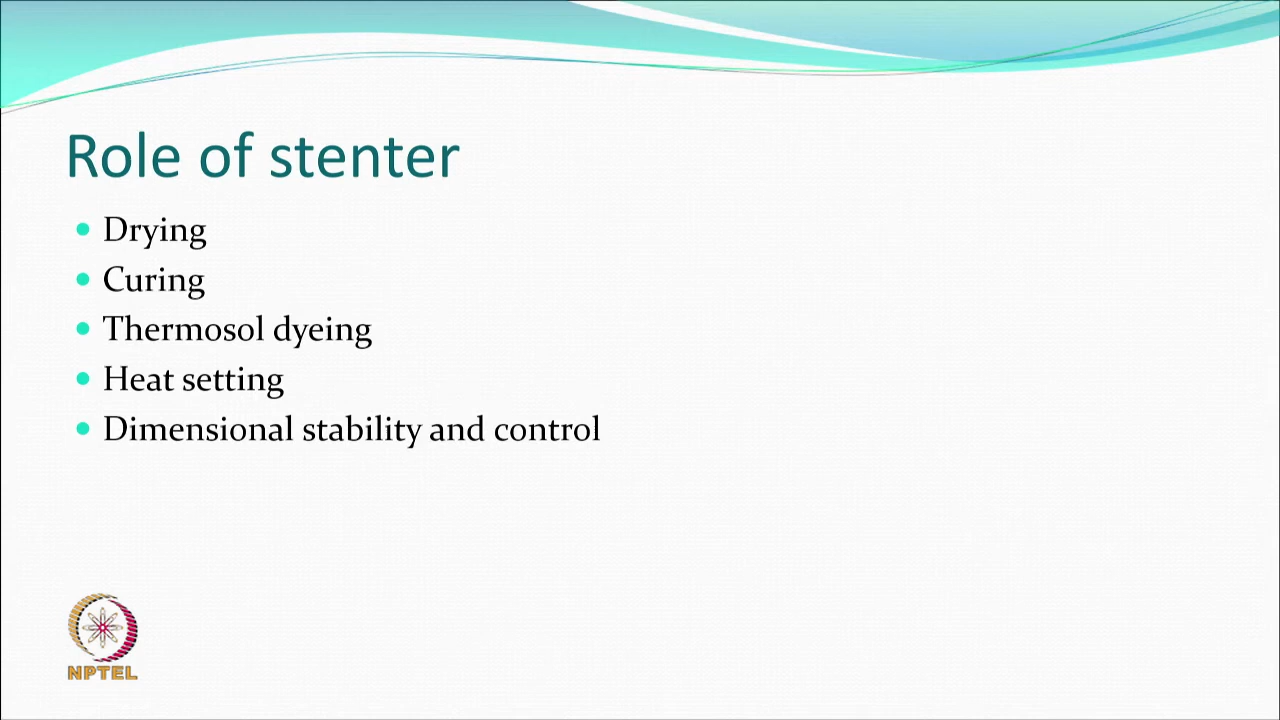 Role of stenter
Drying
Curing
Thermosol dyeing
Heat setting
Dimensional stability and control
NPTEL